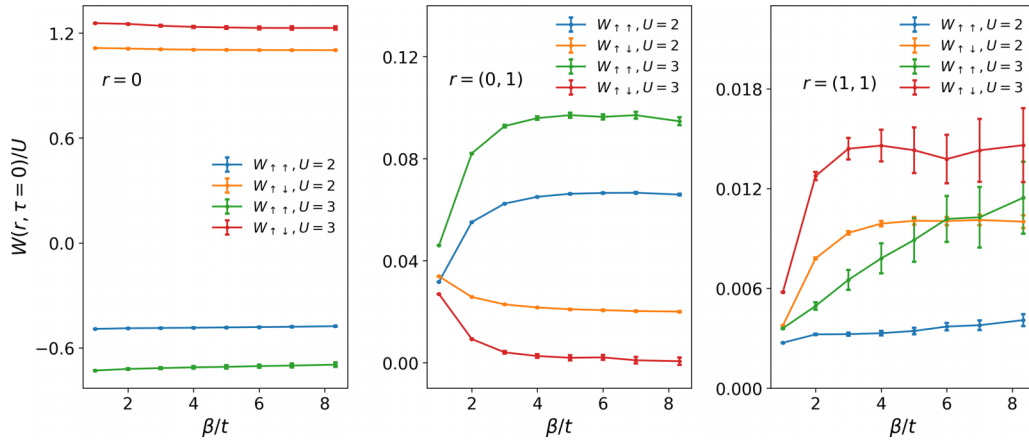 W(r, τ = 0)/U
1.2
0.6
0.0
−0.6
r = 0
W↑↑, U = 2
W↑↓, U = 2
W↑↑, U = 3
W↑↓, U = 3
2 4 6 8
β/t
0.12
0.08
0.04
0.00
r = (0, 1)
W↑↑, U = 2
W↑↓, U = 2
W↑↑, U = 3
W↑↓, U = 3
2 4 6 8
β/t
0.018
0.012
0.006
0.000
W↑↑, U = 2
W↑↓, U = 2
W↑↑, U = 3
W↑↓, U = 3
r = (1, 1)
2 4 6 8
β/t